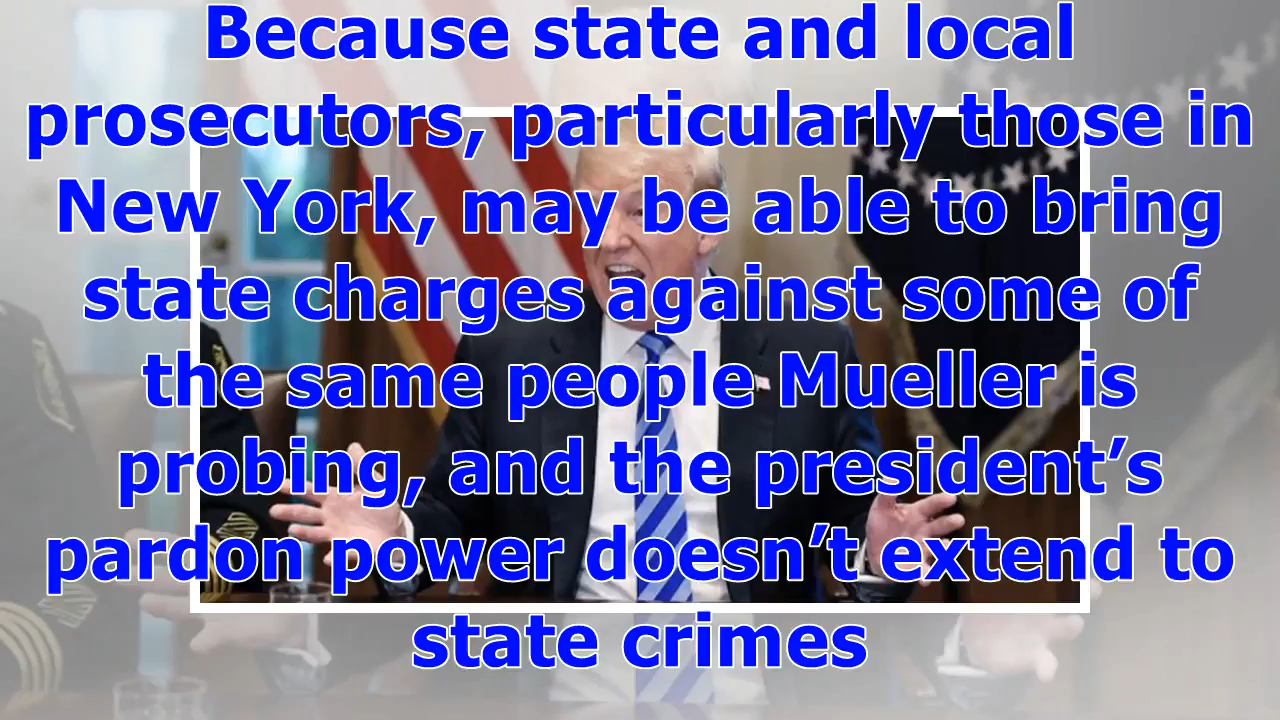 Because state and local
prosecutors, particularly those in
New York, may be able to bring
state charges against some of
the same people Mueller is
probing, and the president’s
pardon power doesn’t extend to
state crimes